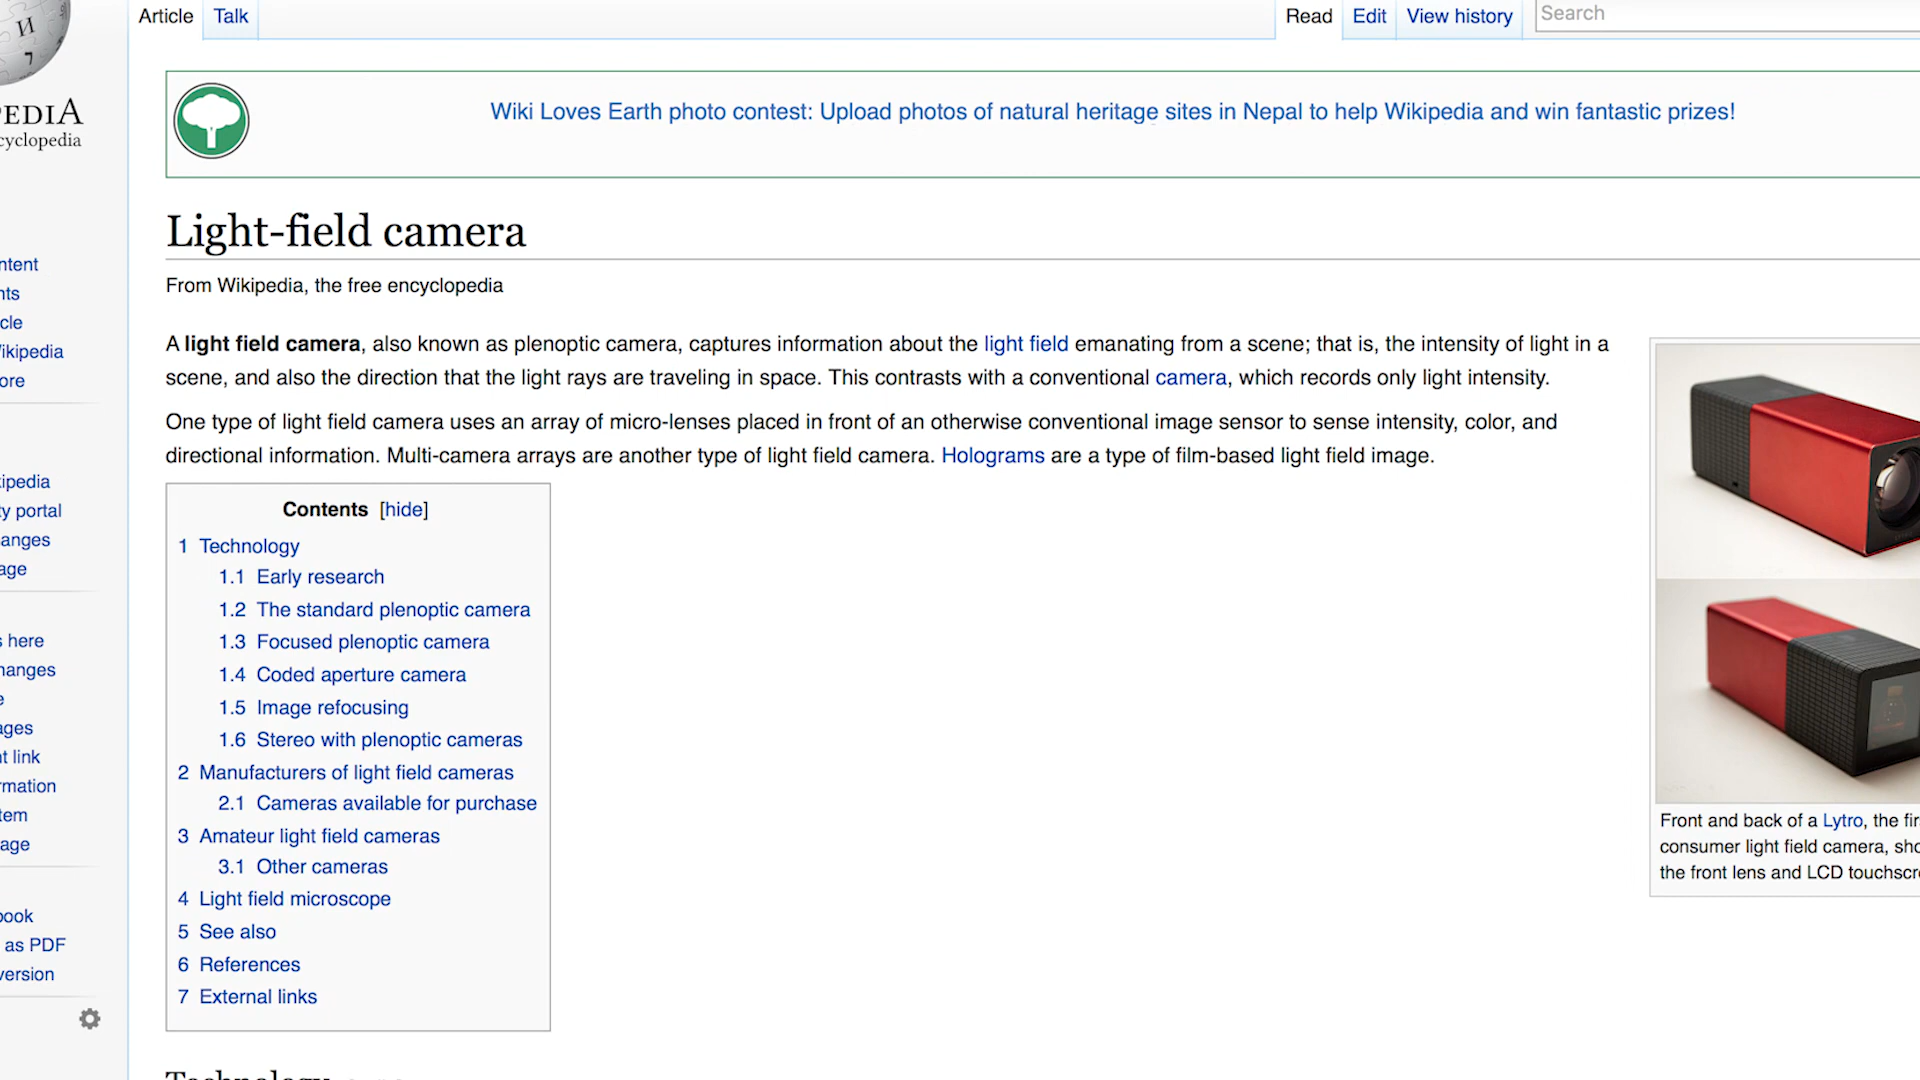 Article Talk Read Edit View history Search
Wiki Loves Earth photo contest: Upload photos of natural heritage sites in Nepal to help Wikipedia and win fantastic prizes!
PEDIA
cyclopedia
Light-field camera
From Wikipedia, the free encyclopedia
A light field camera, also known as plenoptic camera, captures information about the light field emanating from a scene; that is, the intensity of light in a
scene, and also the direction that the light rays are traveling in space. This contrasts with a conventional camera, which records only light intensity.
One type of light field camera uses an array of micro-lenses placed in front of an otherwise conventional image sensor to sense intensity, color, and
directional information. Multi-camera arrays are another type of light field camera. Holograms are a type of film-based light field image.
Contents [hide]
1 Technology
1.1 Early research
1.2 The standard plenoptic camera
1.3 Focused plenoptic camera
1.4 Coded aperture camera
1.5 Image refocusing
1.6 Stereo with plenoptic cameras
2 Manufacturers of light field cameras
2.1 Cameras available for purchase
3 Amateur light field cameras
3.1 Other cameras
4 Light field microscope
5 See also
6 References
7 External links
Front and back of a Lytro, the fir
consumer light field camera, sho
the front lens and LCD touchscr
ntent
nts
cle
ikipedia
ore
ipedia
ty portal
anges
age
s here
hanges
e
ages
t link
rmation
tem
age
book
as PDF
version